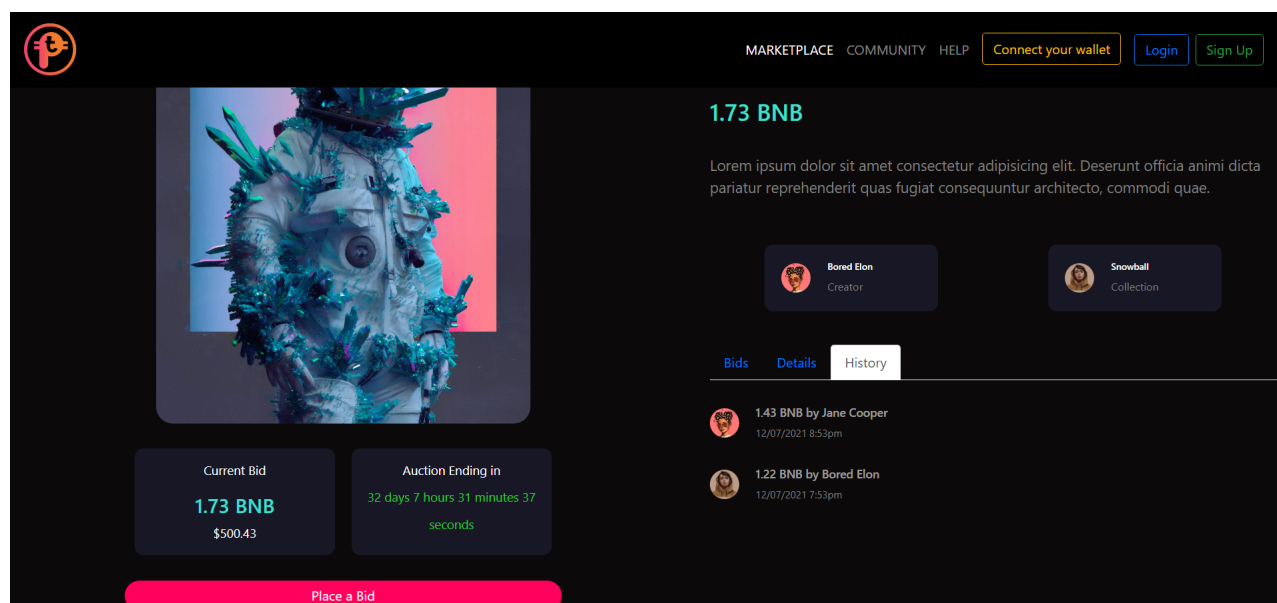 MARKETPLACE COMMUNITY HELP Connect your wallet Login Sign Up
1.73 BNB
Lorem ipsum dolor sit amet consectetur adipisicing elit. Deserunt officia animi dicta
pariatur reprehenderit quas fugiat consequuntur architecto, commodi quae.
Bored Elon
Creator
Snowball
Collection
Bids Details History
1.43 BNB by Jane Cooper
12/07/2021 8:53pm
1.22 BNB by Bored Elon
12/07/2021 7:53pm
Current Bid
1.73 BNB
$500.43
Auction Ending in
32 days 7 hours 31 minutes 37
seconds
Place a Bid